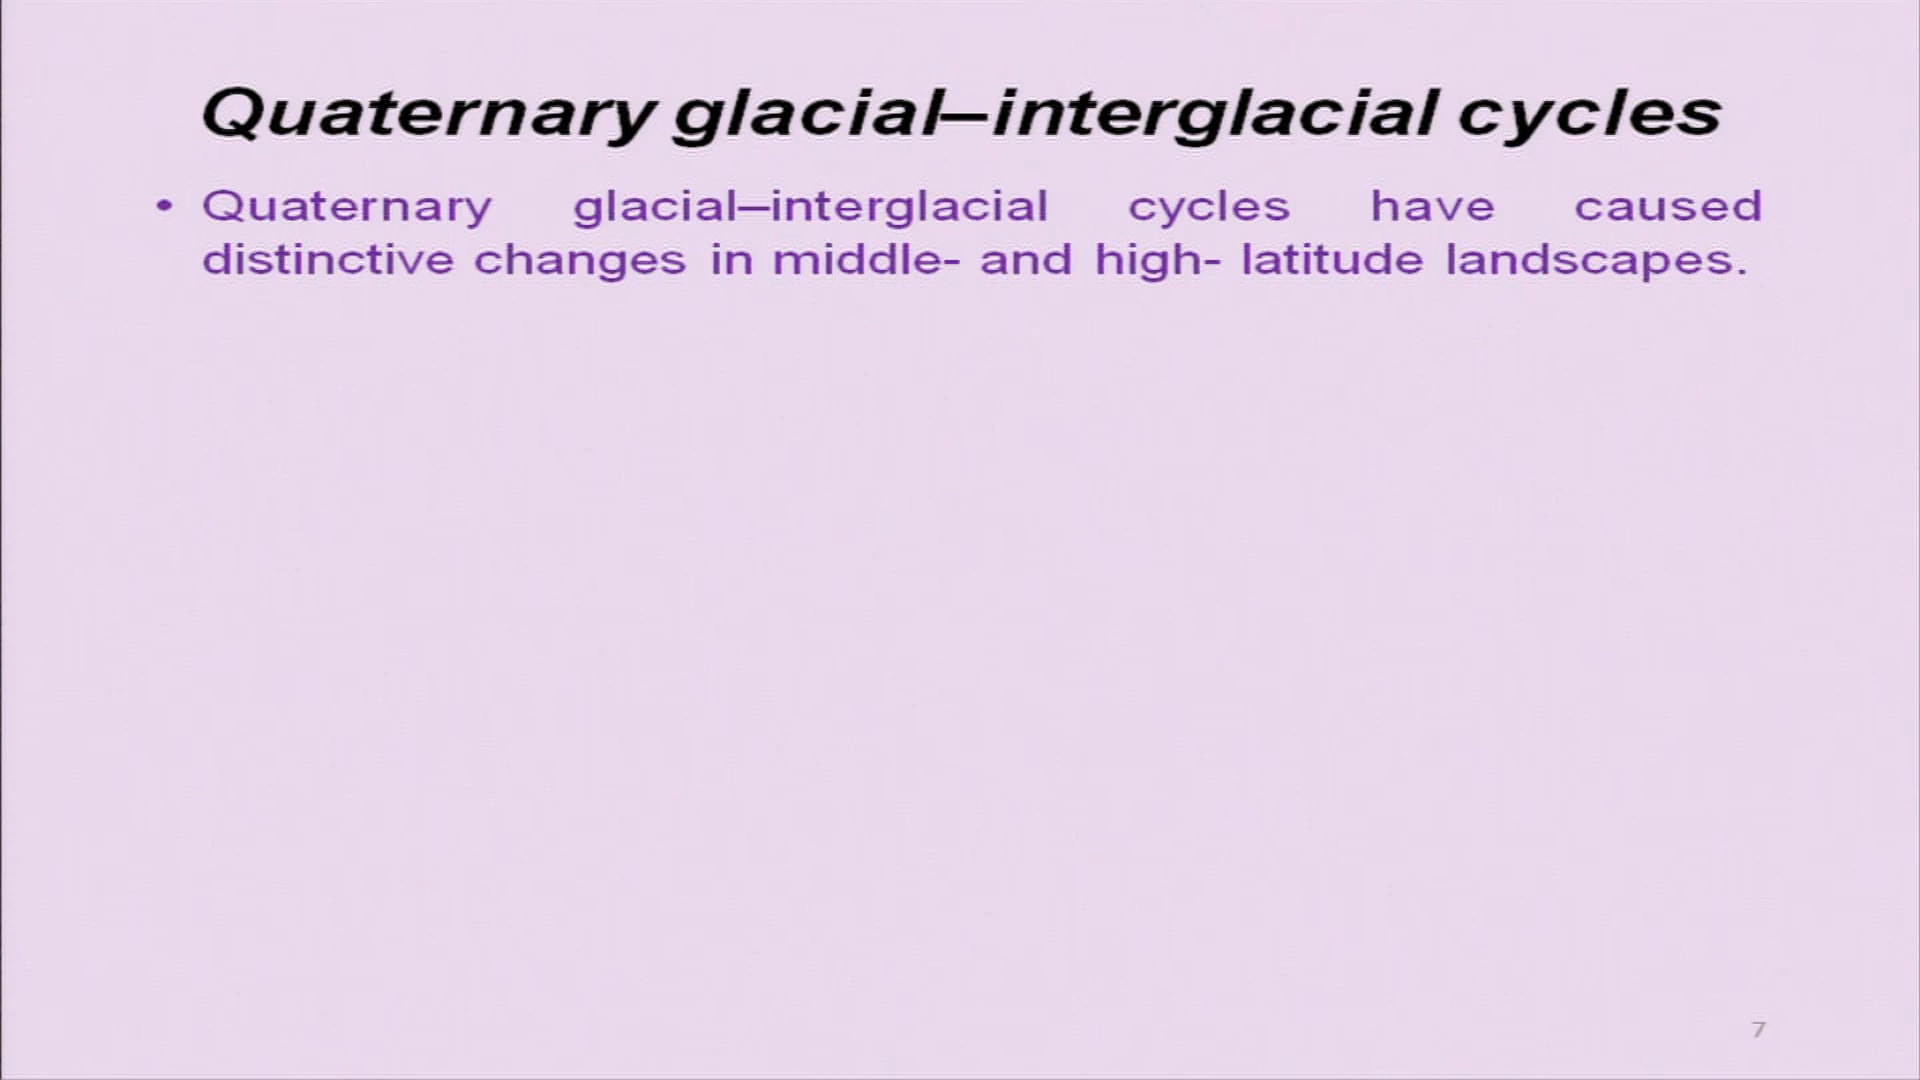 Quaternary glacial–interglacial cycles
• Quaternary glacial–interglacial cycles have caused
distinctive changes in middle- and high- latitude landscapes.
7